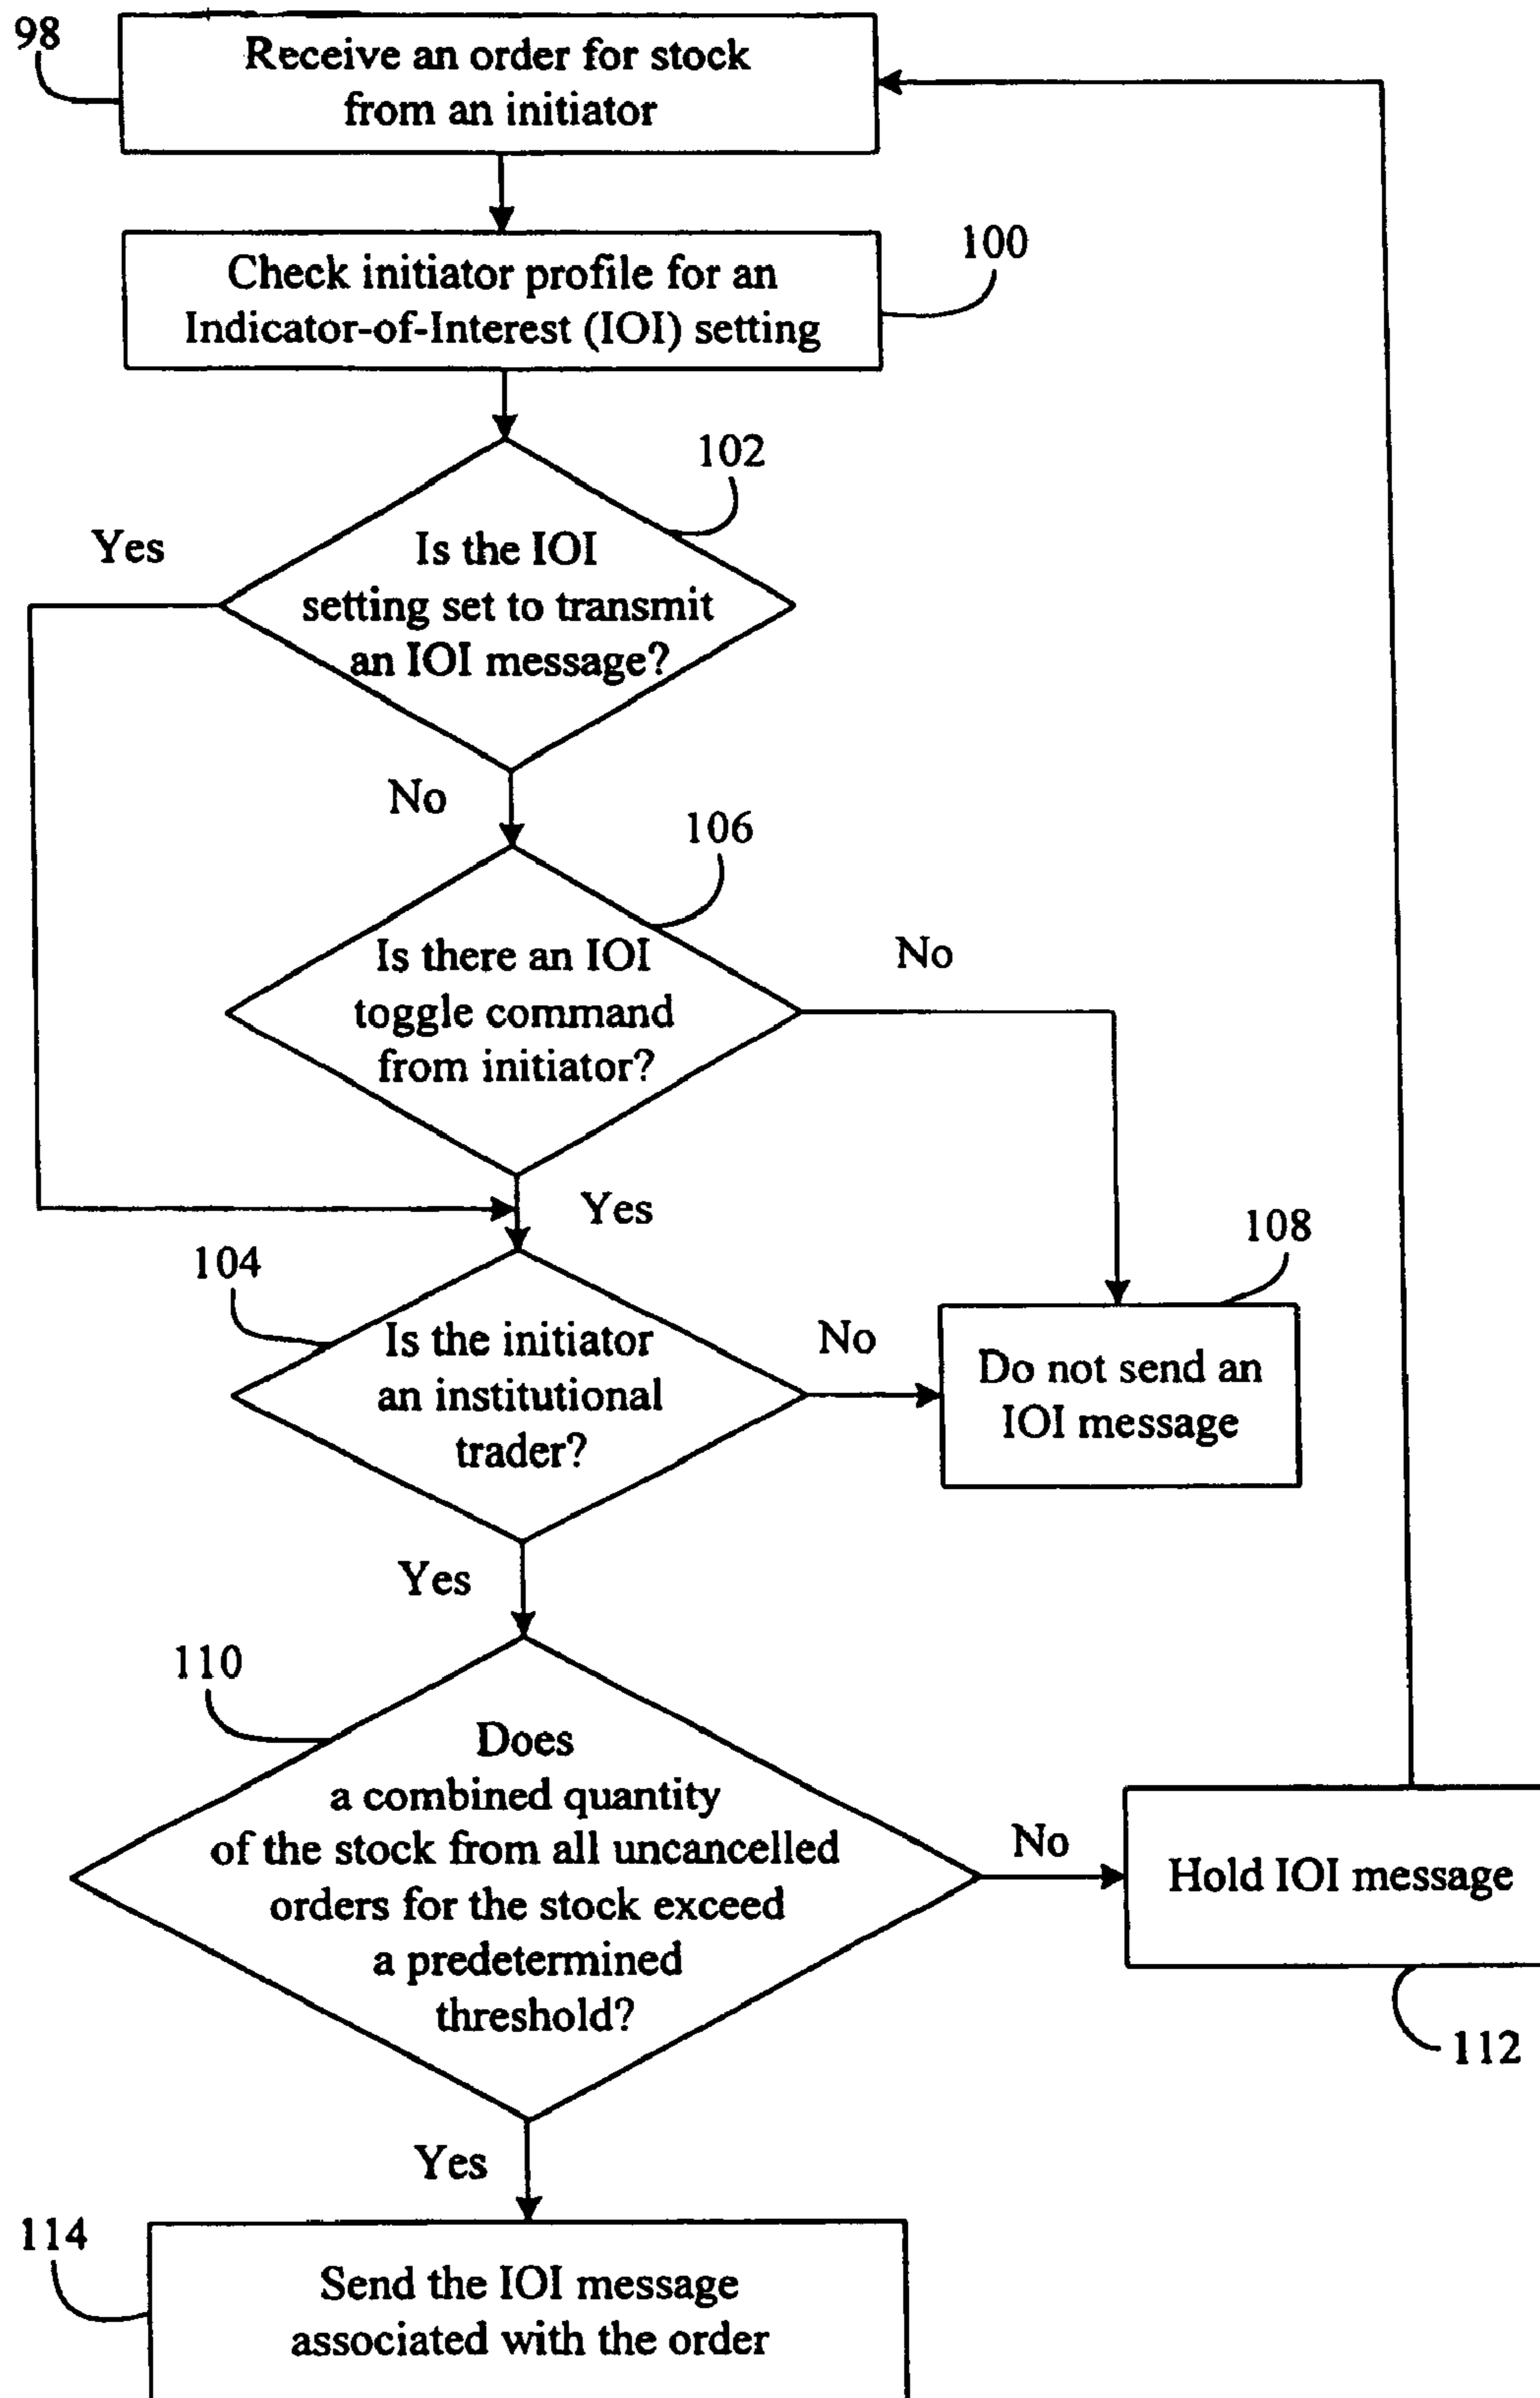 98
Receive an order for stock
from an initiator
100
Check initiator profile for an
Indicator-of-Interest (IOI) setting
102
Yes
Is the IOI
setting set to transmit
an IOI message?
No
106
Is there an IOI
toggle command
from initiator?
No
Yes
104
108
Is the initiator
an institutional
trader?
No
Do not send an
IOI message
Yes
110
Does
a combined quantity
of the stock from all uncancelled
orders for the stock exceed
a predetermined
threshold?
No
Hold IOI message
112
Yes
114
Send the IOI message
associated with the order